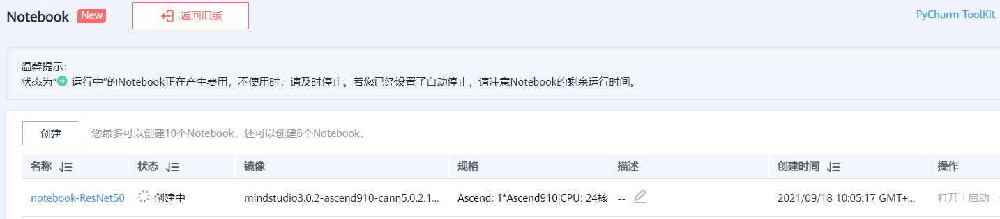 Notebook New 返回旧版 PyCharm ToolKit
温馨提示：
状态为“ 运行中”的Notebook正在产生费用，不使用时，请及时停止。若您已经设置了自动停止，请注意Notebook的剩余运行时间。
创建 您最多可以创建10个Notebook，还可以创建8个Notebook。
名称 状态 镜像 规格 描述 创建时间 操作
notebook-ResNet50 创建中 mindstudio3.0.2-ascend910-cann5.0.2.1... Ascend: 1*Ascend910|CPU: 24核 -- 2021/09/18 10:05:17 GMT+... 打开 | 启动 |